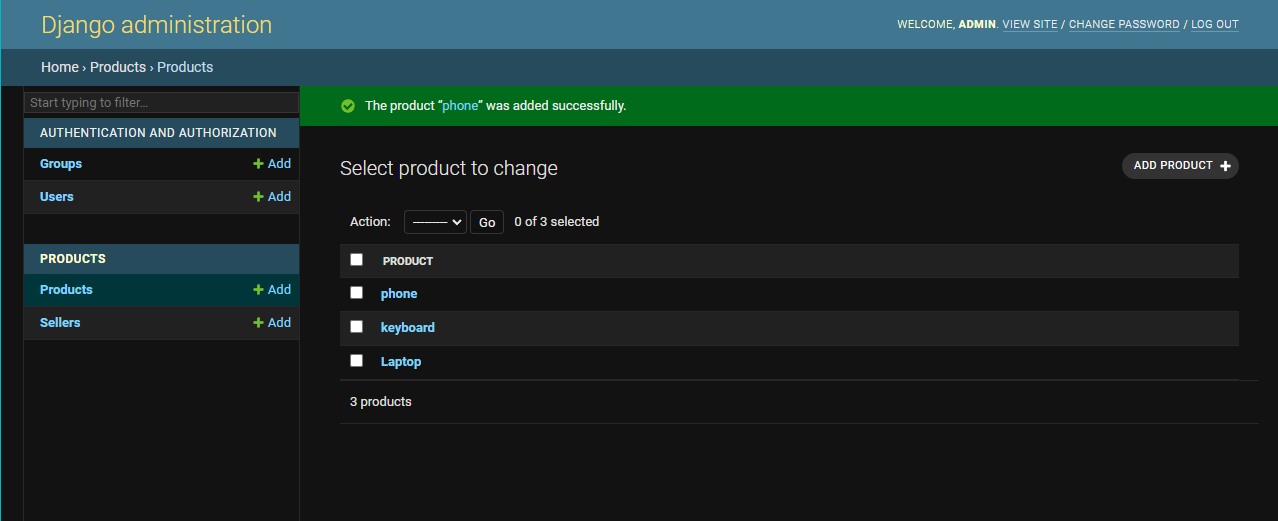 Django administration
WELCOME, ADMIN. VIEW SITE / CHANGE PASSWORD / LOG OUT
Home › Products › Products
Start typing to filter...
AUTHENTICATION AND AUTHORIZATION
Groups + Add
Users + Add
PRODUCTS
Products + Add
Sellers + Add
The product “phone” was added successfully.
Select product to change
ADD PRODUCT +
Action: --------- Go 0 of 3 selected
PRODUCT
phone
keyboard
Laptop
3 products